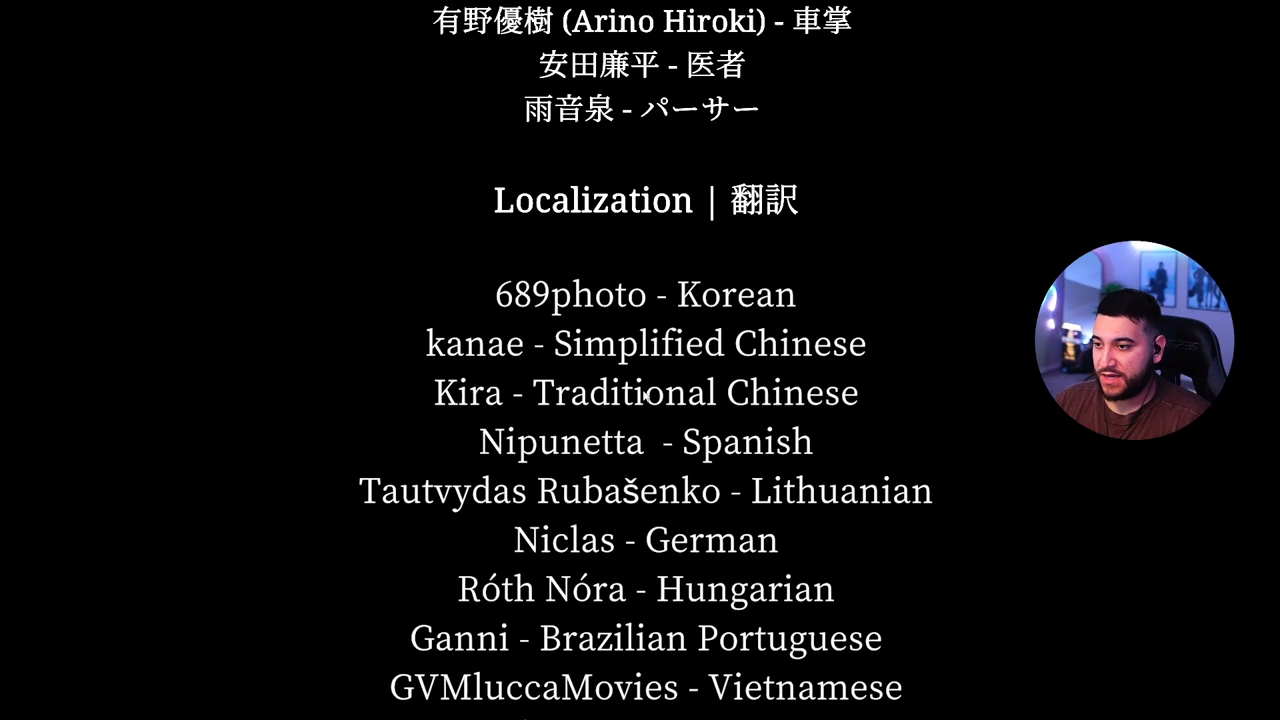 有野優樹 (Arino Hiroki) - 車掌
安田廉平 - 医者
雨音泉 - パーサー
Localization | 翻訳
689photo - Korean
kanae - Simplified Chinese
Kira - Traditional Chinese
Nipunetta - Spanish
Tautvydas Rubašenko - Lithuanian
Niclas - German
Róth Nóra - Hungarian
Ganni - Brazilian Portuguese
GVMluccaMovies - Vietnamese